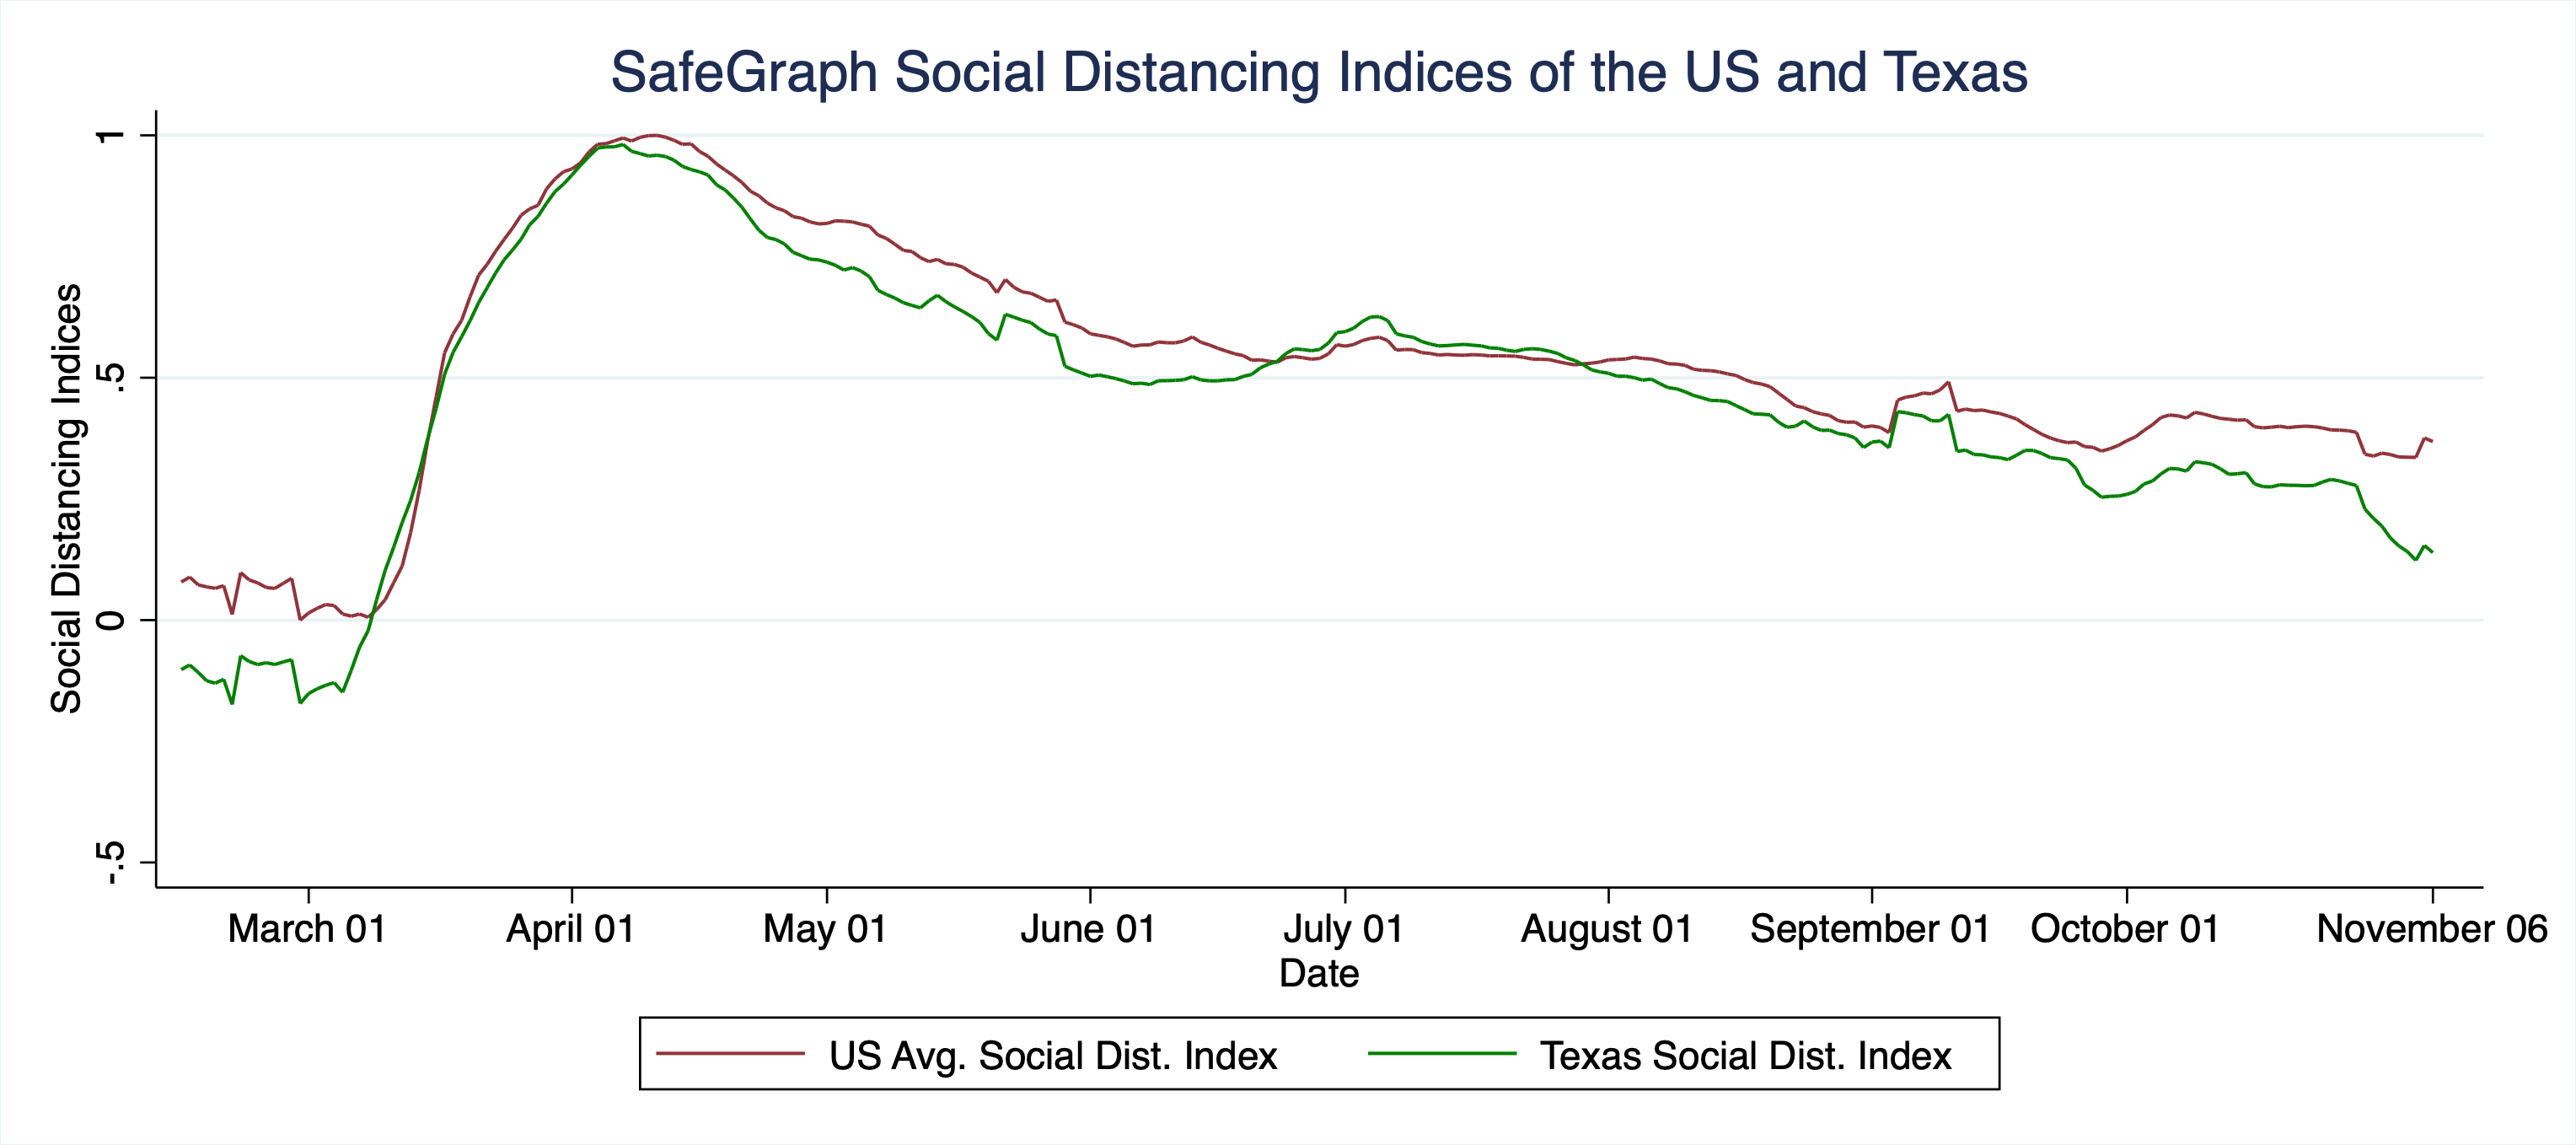 SafeGraph Social Distancing Indices of the US and Texas
Social Distancing Indices
1
.5
0
-.5
March 01
April 01
May 01
June 01
July 01
August 01
September 01
October 01
November 06
Date
US Avg. Social Dist. Index
Texas Social Dist. Index